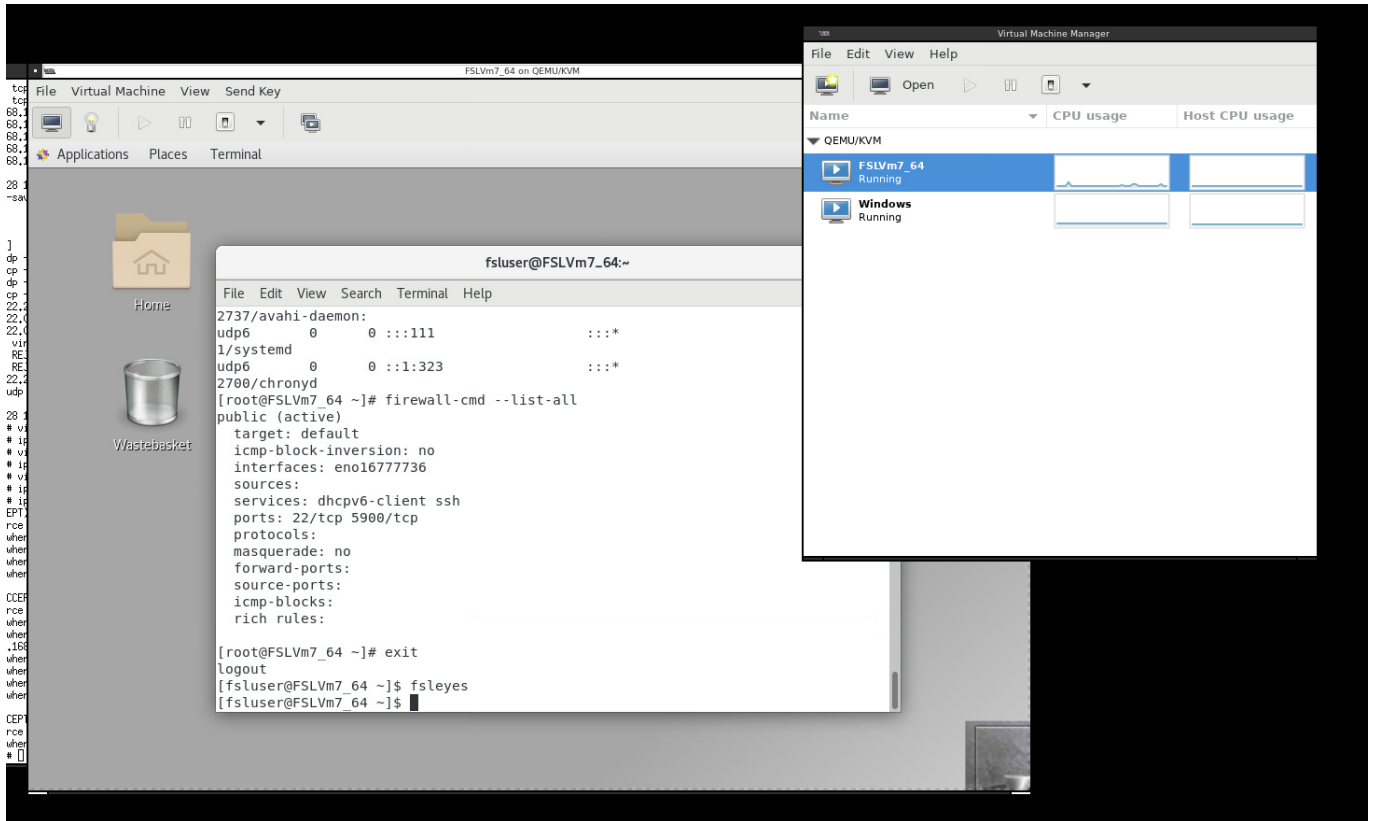 Virtual Machine Manager
File Edit View Help
Open
Name CPU usage Host CPU usage
QEMU/KVM
FSLVm7_64
Running
Windows
Running
FSLVm7_64 on QEMU/KVM
File Virtual Machine View Send Key
Applications Places Terminal
Home
Wastebasket
fsluser@FSLVm7_64:~
File Edit View Search Terminal Help
2737/avahi-daemon:
udp6 0 0 :::111 :::*
1/systemd
udp6 0 0 ::1:323 :::*
2700/chronyd
[root@FSLVm7_64 ~]# firewall-cmd --list-all
public (active)
target: default
icmp-block-inversion: no
interfaces: eno16777736
sources:
services: dhcpv6-client ssh
ports: 22/tcp 5900/tcp
protocols:
masquerade: no
forward-ports:
source-ports:
icmp-blocks:
rich rules:
[root@FSLVm7_64 ~]# exit
logout
[fsluser@FSLVm7_64 ~]$ fsleyes
[fsluser@FSLVm7_64 ~]$